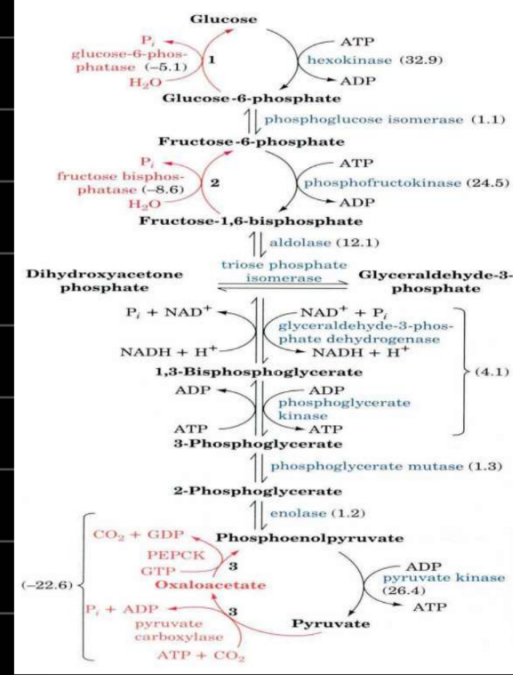 Glucose
P_i
ATP
glucose-6-phos-
phatase (–5.1)
1
hexokinase (32.9)
H₂O
ADP
Glucose-6-phosphate
phosphoglucose isomerase (1.1)
Fructose-6-phosphate
P_i
ATP
fructose bisphos-
phatase (–8.6)
2
phosphofructokinase (24.5)
H₂O
ADP
Fructose-1,6-bisphosphate
aldolase (12.1)
Dihydroxyacetone
phosphate
triose phosphate
isomerase
Glyceraldehyde-3-
phosphate
P_i + NAD⁺
NAD⁺ + P_i
glyceraldehyde-3-phos-
phate dehydrogenase
NADH + H⁺
NADH + H⁺
(4.1)
1,3-Bisphosphoglycerate
ADP
ADP
phosphoglycerate
kinase
ATP
ATP
3-Phosphoglycerate
phosphoglycerate mutase (1.3)
2-Phosphoglycerate
enolase (1.2)
CO₂ + GDP
Phosphoenolpyruvate
PEPCK
3
GTP
ADP
(–22.6)
Oxaloacetate
pyruvate kinase
(26.4)
P_i + ADP
3
ATP
pyruvate
carboxylase
Pyruvate
ATP + CO₂